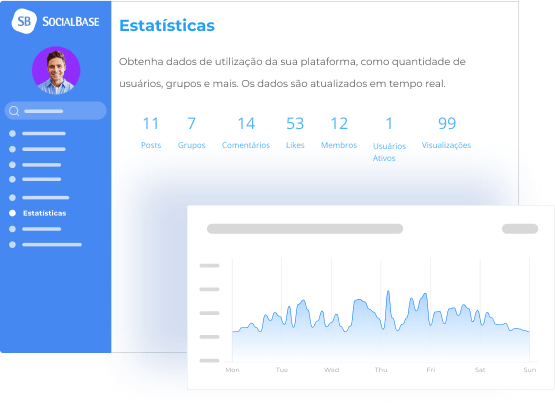 SB SOCIALBASE
Estatísticas
Estatísticas
Obtenha dados de utilização da sua plataforma, como quantidade de
usuários, grupos e mais. Os dados são atualizados em tempo real.
11 7 14 53 12 1 99
Posts Grupos Comentários Likes Membros Usuários Visualizações
Ativos
Mon Tue Wed Thu Fri Sat Sun